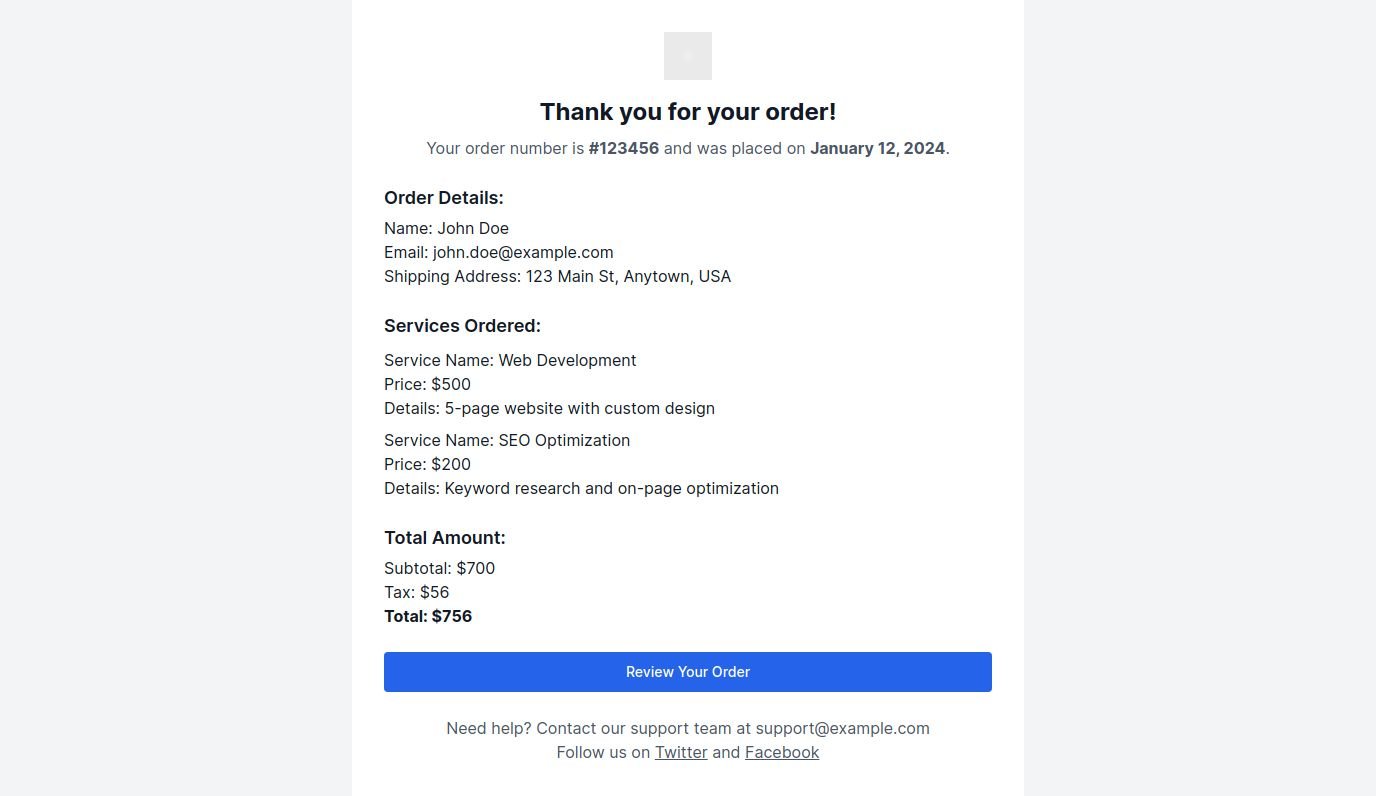 Thank you for your order!
Your order number is #123456 and was placed on January 12, 2024.
Order Details:
Name: John Doe
Email: john.doe@example.com
Shipping Address: 123 Main St, Anytown, USA
Services Ordered:
Service Name: Web Development
Price: $500
Details: 5-page website with custom design
Service Name: SEO Optimization
Price: $200
Details: Keyword research and on-page optimization
Total Amount:
Subtotal: $700
Tax: $56
Total: $756
Review Your Order
Need help? Contact our support team at support@example.com
Follow us on Twitter and Facebook